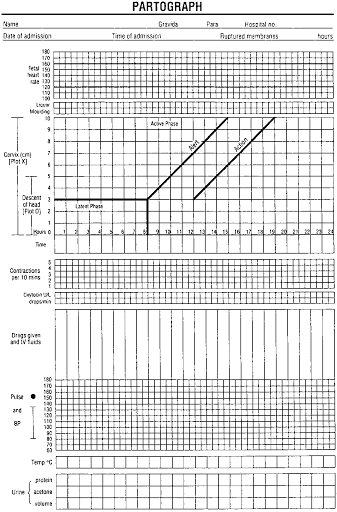 PARTOGRAPH
Name Gravida Para Hospital no.
Date of admission Time of admission Ruptured membranes hours
180
170
Fetal 160
heart 150
rate 140
130
120
110
100
Liquor
Moulding
10
9
Active Phase
8
Alert Action
Cervix (cm) 7
[Plot X] 6
5
Descent 4
of head 3
[Plot O] Latent Phase
2
1
Hours 0 1 2 3 4 5 6 7 8 9 10 11 12 13 14 15 16 17 18 19 20 21 22 23 24
Time
5
Contractions 4
per 10 mins 3
2
1
Oxytocin U/L
drops/min
Drugs given
and I.V fluids
180
170
160
Pulse 150
140
and 130
120
BP 110
100
90
80
70
60
Temp °C
protein
Urine acetone
volume